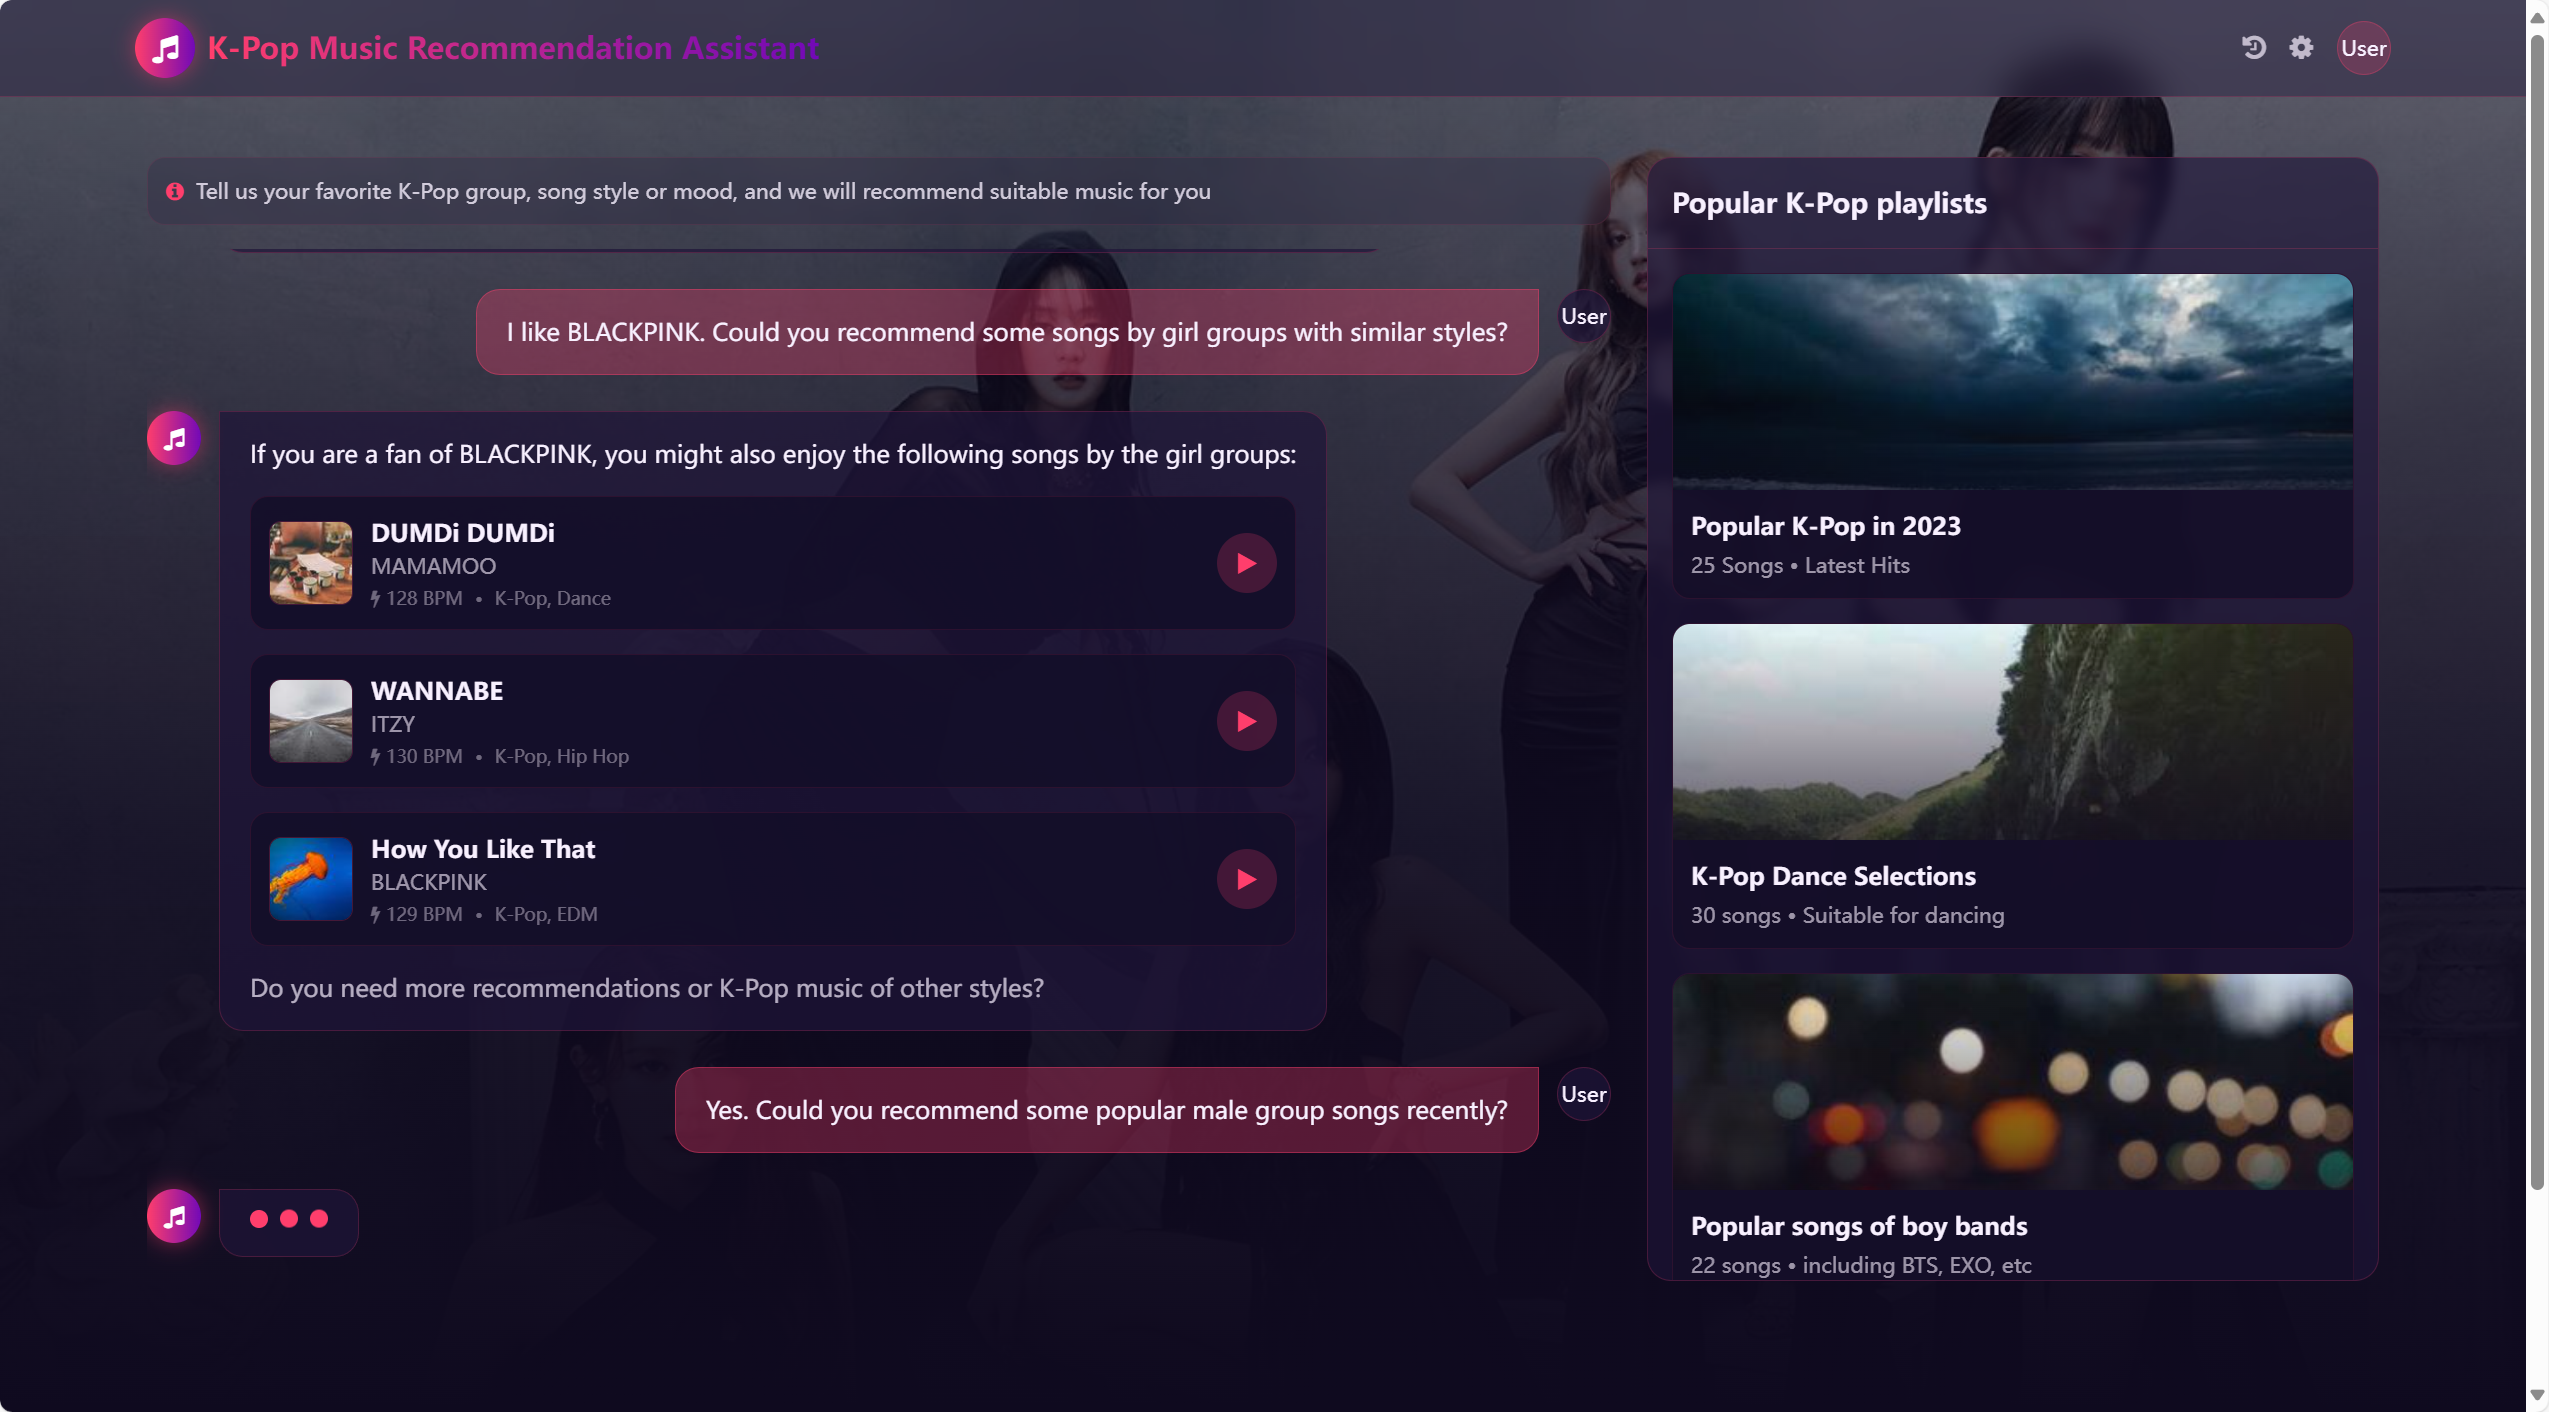 K-Pop Music Recommendation Assistant
User
Tell us your favorite K-Pop group, song style or mood, and we will recommend suitable music for you
I like BLACKPINK. Could you recommend some songs by girl groups with similar styles?
User
If you are a fan of BLACKPINK, you might also enjoy the following songs by the girl groups:
DUMDi DUMDi
MAMAMOO
128 BPM • K-Pop, Dance
WANNABE
ITZY
130 BPM • K-Pop, Hip Hop
How You Like That
BLACKPINK
129 BPM • K-Pop, EDM
Do you need more recommendations or K-Pop music of other styles?
Yes. Could you recommend some popular male group songs recently?
User
Popular K-Pop playlists
Popular K-Pop in 2023
25 Songs • Latest Hits
K-Pop Dance Selections
30 songs • Suitable for dancing
Popular songs of boy bands
22 songs • including BTS, EXO, etc